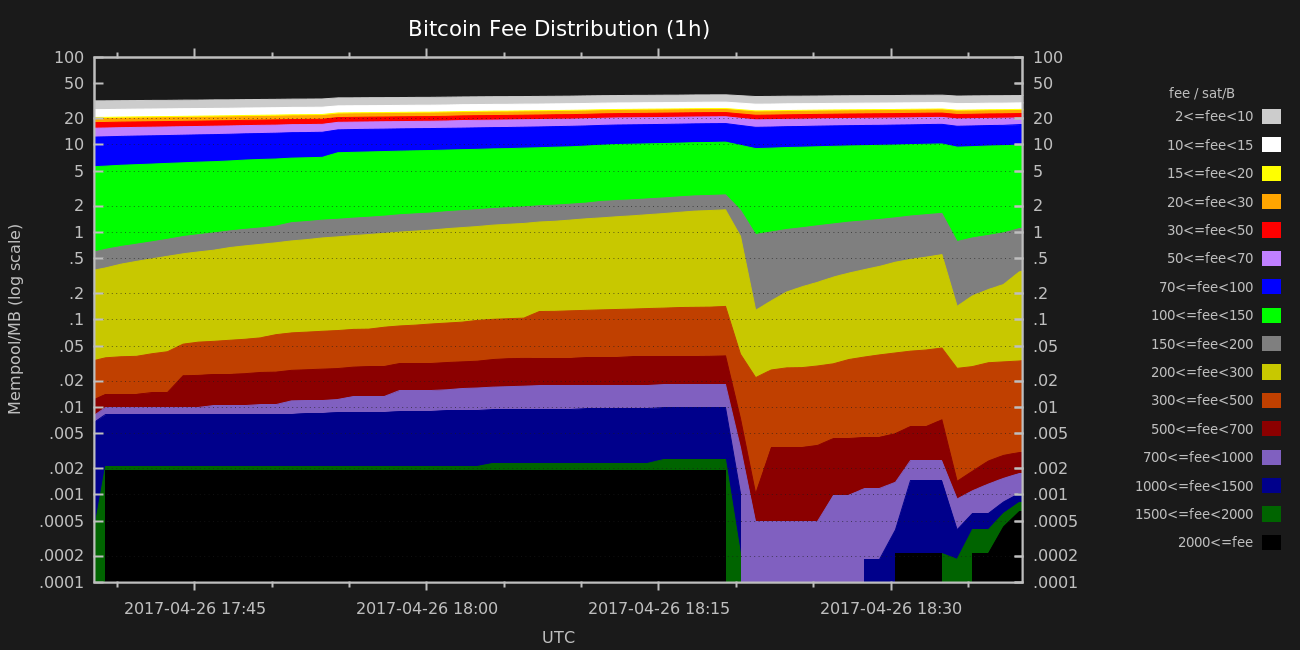 Bitcoin Fee Distribution (1h)
Mempool/MB (log scale)
100
50
20
10
5
2
1
.5
.2
.1
.05
.02
.01
.005
.002
.001
.0005
.0002
.0001
100
50
20
10
5
2
1
.5
.2
.1
.05
.02
.01
.005
.002
.001
.0005
.0002
.0001
2017-04-26 17:45
2017-04-26 18:00
2017-04-26 18:15
2017-04-26 18:30
UTC
fee / sat/B
2<=fee<10
10<=fee<15
15<=fee<20
20<=fee<30
30<=fee<50
50<=fee<70
70<=fee<100
100<=fee<150
150<=fee<200
200<=fee<300
300<=fee<500
500<=fee<700
700<=fee<1000
1000<=fee<1500
1500<=fee<2000
2000<=fee